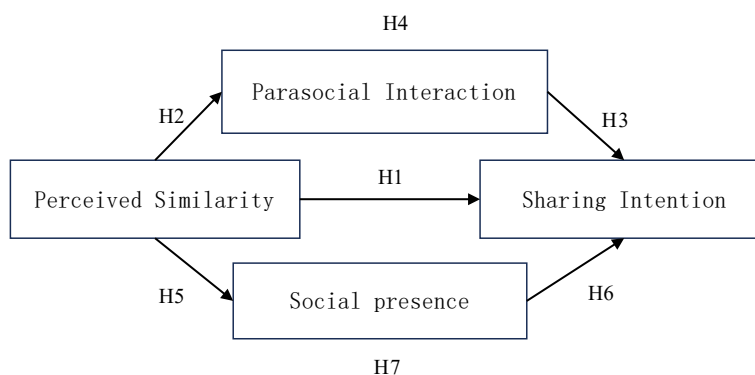 H4
Parasocial Interaction
H2
H3
H1
Perceived Similarity
Sharing Intention
H5
Social presence
H6
H7